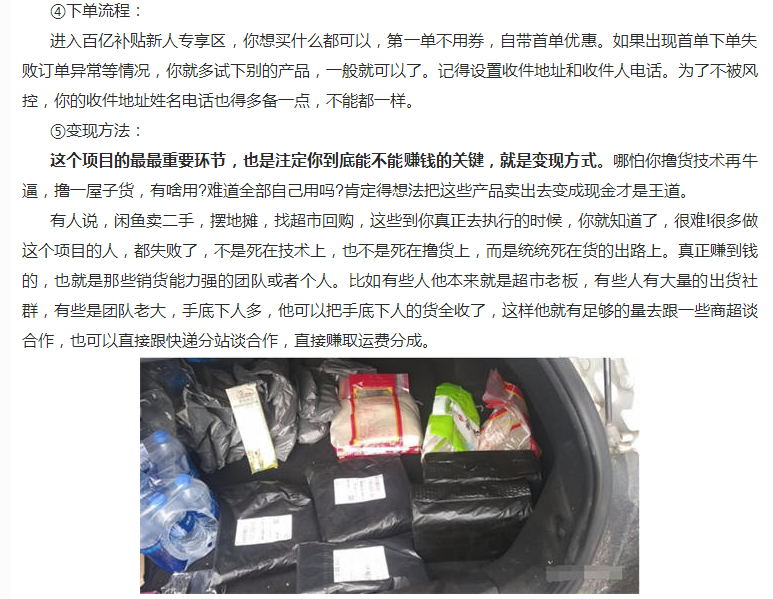 ④下单流程：
进入百亿补贴新人专享区，你想买什么都可以，第一单不用券，自带首单优惠。如果出现首单下单失
败订单异常等情况，你就多试下别的产品，一般就可以了。记得设置收件地址和收件人电话。为了不被风
控，你的收件地址姓名电话也得多备一点，不能都一样。
⑤变现方法：
这个项目的最最重要环节，也是注定你到底能不能赚钱的关键，就是变现方式。哪怕你撸货技术再牛
逼，撸一屋子货，有啥用?难道全部自己用吗?肯定得想法把这些产品卖出去变成现金才是王道。
有人说，闲鱼卖二手，摆地摊，找超市回购，这些到你真正去执行的时候，你就知道了，很难!很多做
这个项目的人，都失败了，不是死在技术上，也不是死在撸货上，而是统统死在货的出路上。真正赚到钱
的，也就是那些销货能力强的团队或者个人。比如有些人他本来就是超市老板，有些人有大量的出货社
群，有些是团队老大，手底下人多，他可以把手底下人的货全收了，这样他就有足够的量去跟一些商超谈
合作，也可以直接跟快递分站谈合作，直接赚取运费分成。